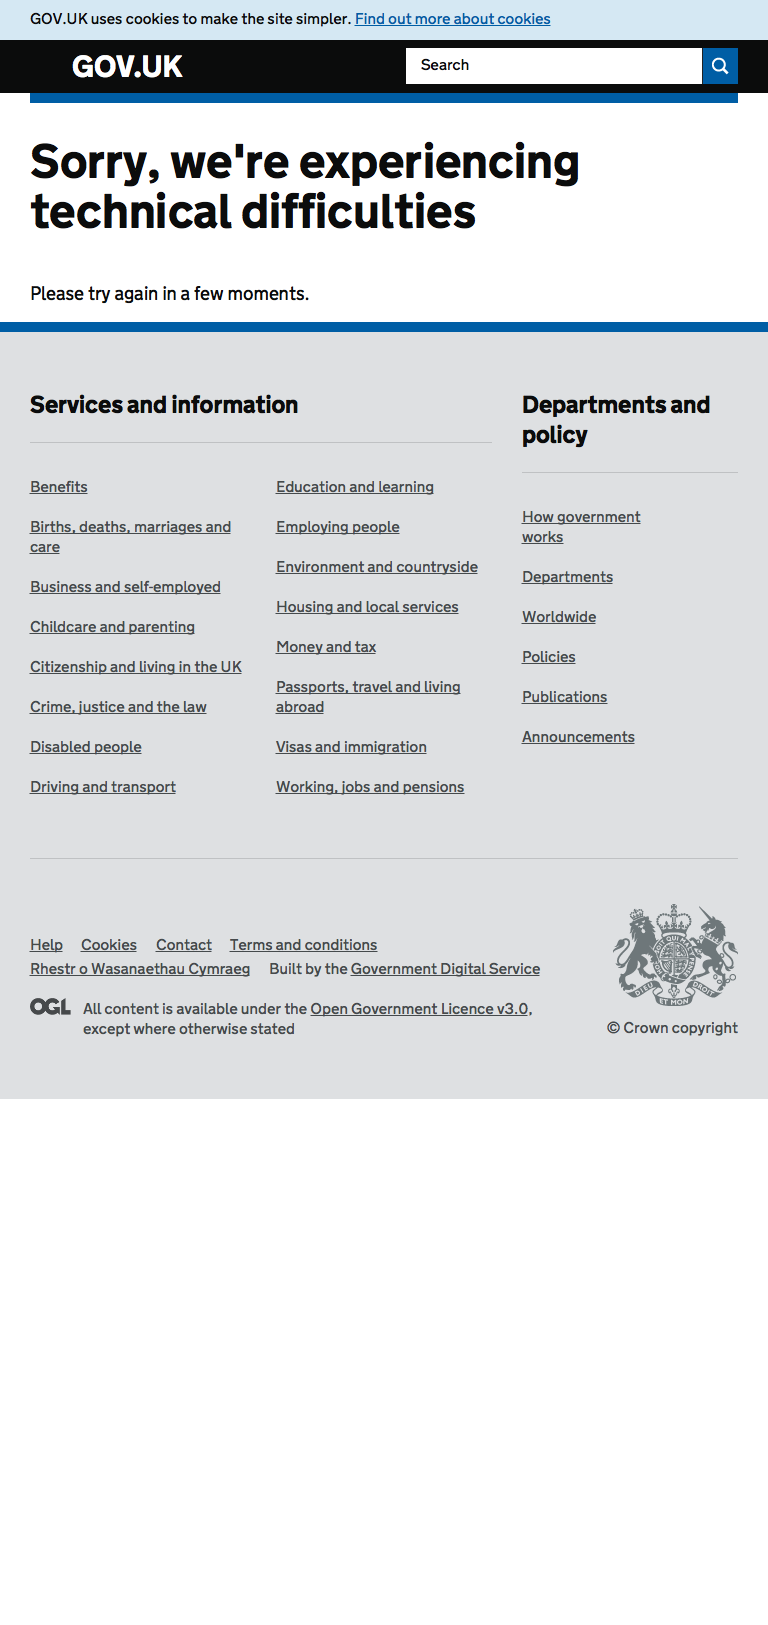 GOV.UK uses cookies to make the site simpler. Find out more about cookies
GOV.UK
Search
Sorry, we're experiencing
technical difficulties
Please try again in a few moments.
Services and information
Benefits
Births, deaths, marriages and
care
Business and self-employed
Childcare and parenting
Citizenship and living in the UK
Crime, justice and the law
Disabled people
Driving and transport
Education and learning
Employing people
Environment and countryside
Housing and local services
Money and tax
Passports, travel and living
abroad
Visas and immigration
Working, jobs and pensions
Departments and
policy
How government
works
Departments
Worldwide
Policies
Publications
Announcements
Help Cookies Contact Terms and conditions
Rhestr o Wasanaethau Cymraeg Built by the Government Digital Service
OGL All content is available under the Open Government Licence v3.0,
except where otherwise stated
DIEU ET MON DROIT
© Crown copyright